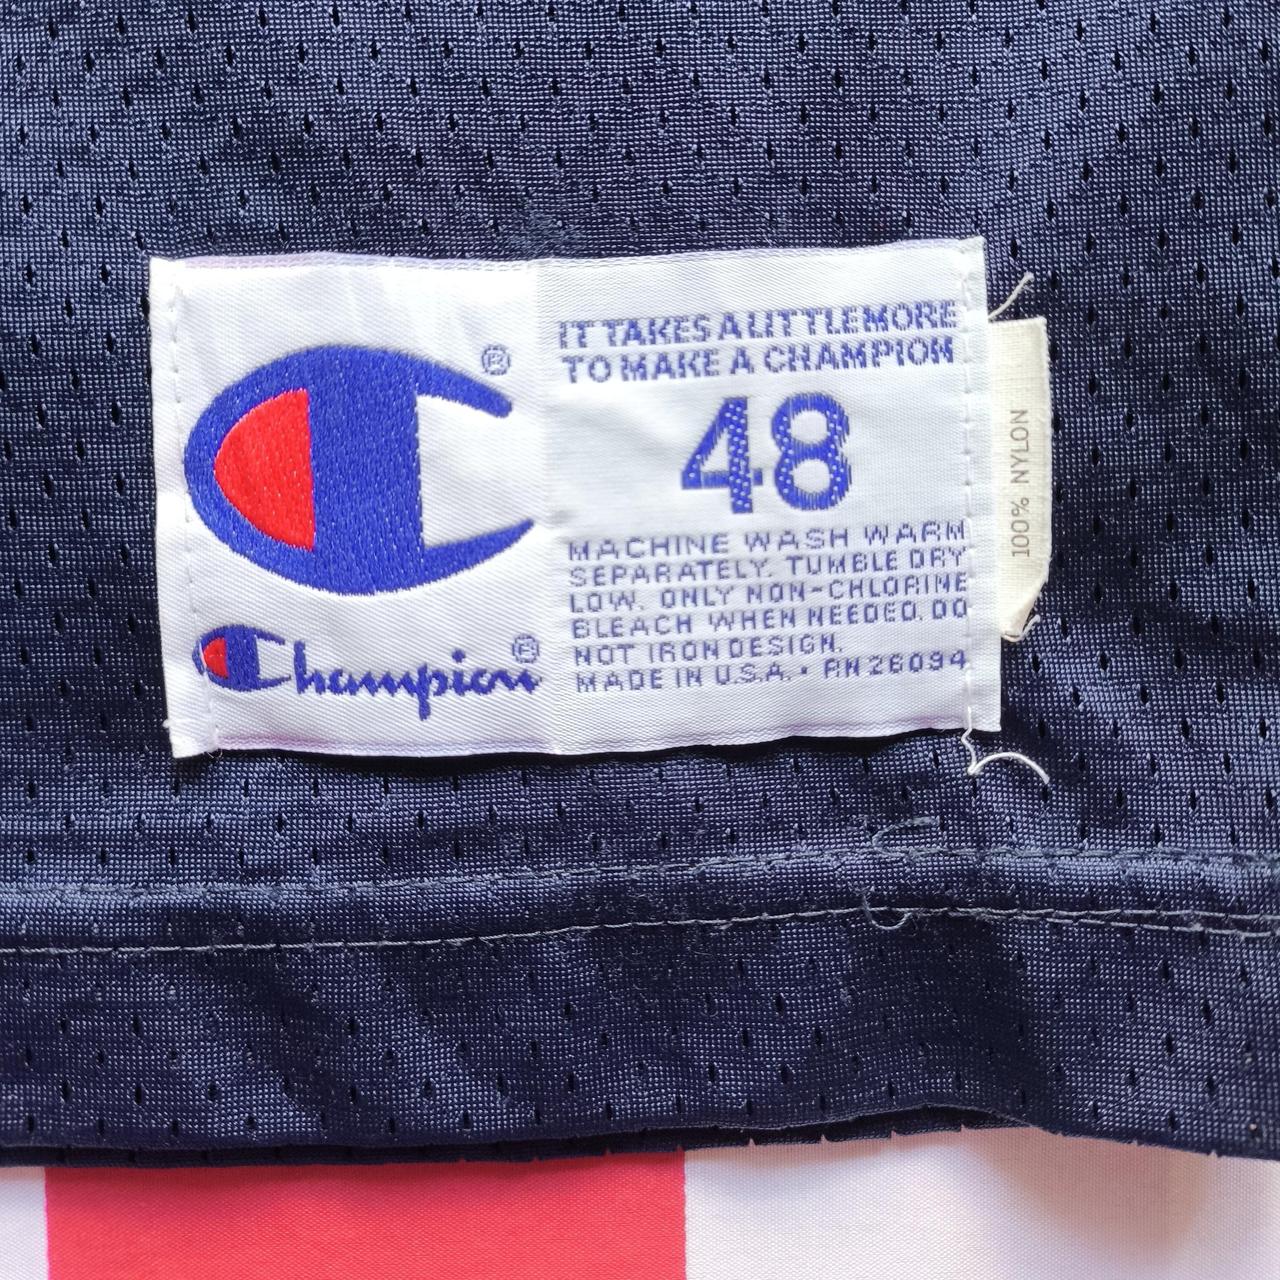 ®
Champion®
IT TAKES A LITTLE MORE
TO MAKE A CHAMPION
48
MACHINE WASH WARM
SEPARATELY. TUMBLE DRY
LOW. ONLY NON-CHLORINE
BLEACH WHEN NEEDED. DO
NOT IRON DESIGN.
MADE IN U.S.A. • RN 26094
100% NYLON